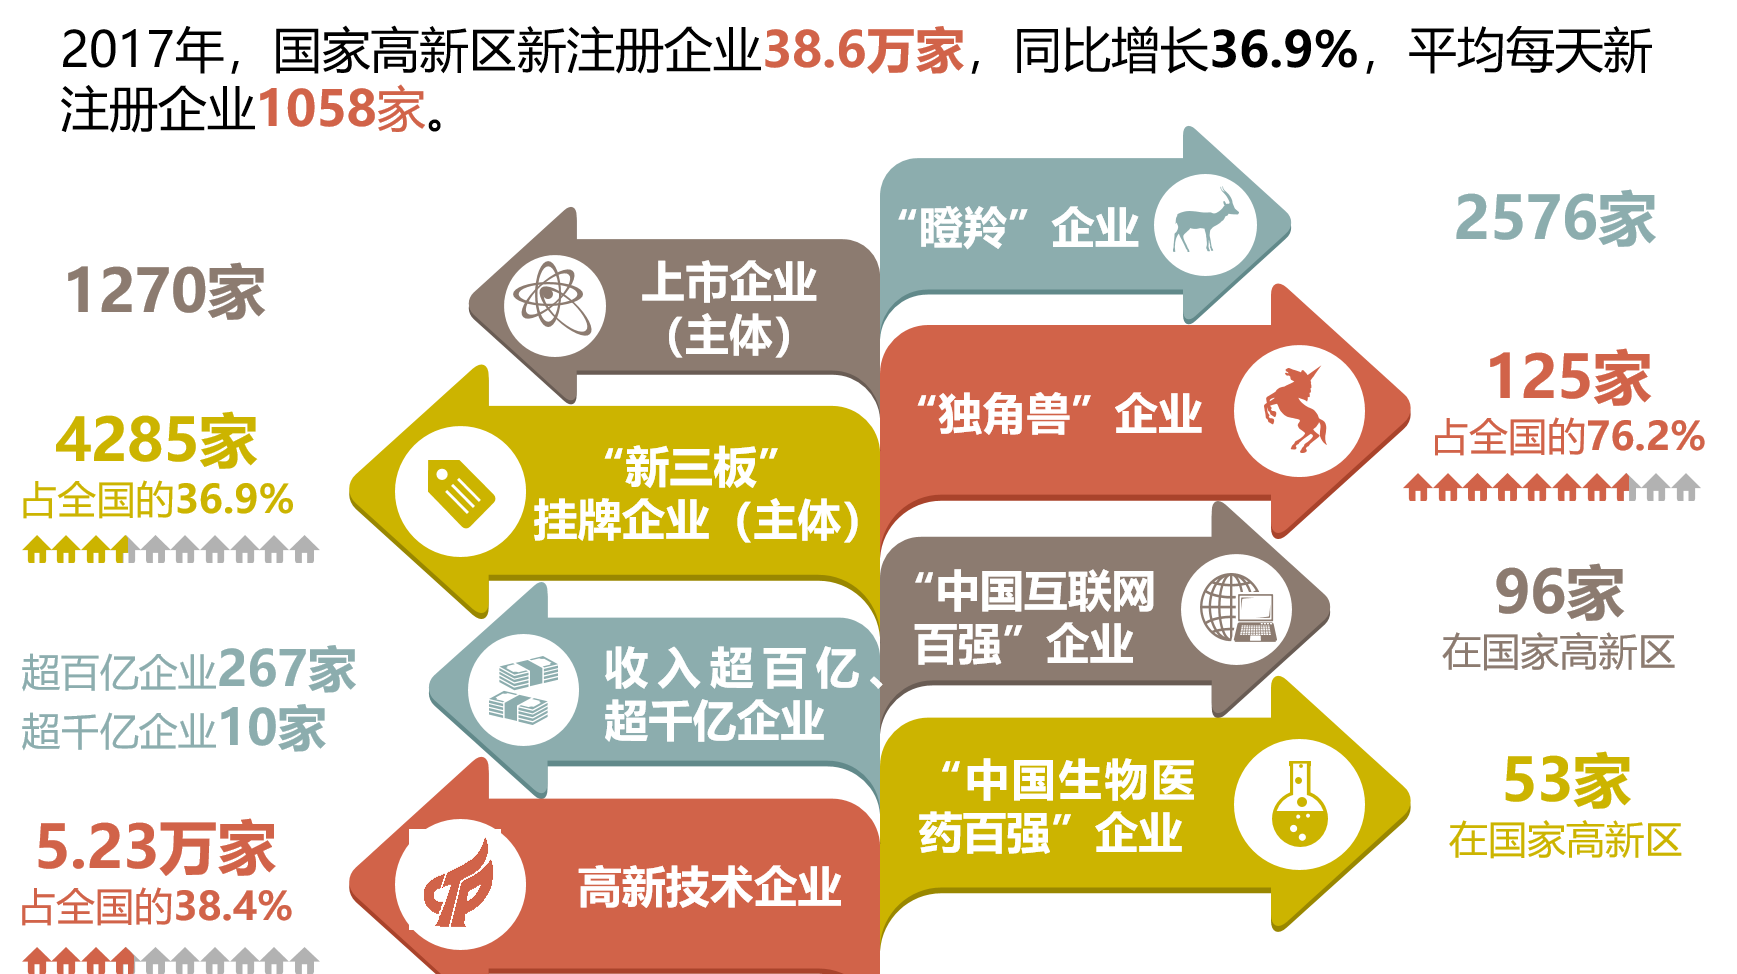 2017年，国家高新区新注册企业38.6万家，同比增长36.9%，平均每天新
注册企业1058家。
1270家
上市企业
（主体）
4285家
占全国的36.9%
“新三板”
挂牌企业（主体）
超百亿企业267家
超千亿企业10家
收入超百亿、
超千亿企业
5.23万家
占全国的38.4%
高新技术企业
“瞪羚”企业
2576家
“独角兽”企业
125家
占全国的76.2%
“中国互联网
百强”企业
96家
在国家高新区
“中国生物医
药百强”企业
53家
在国家高新区